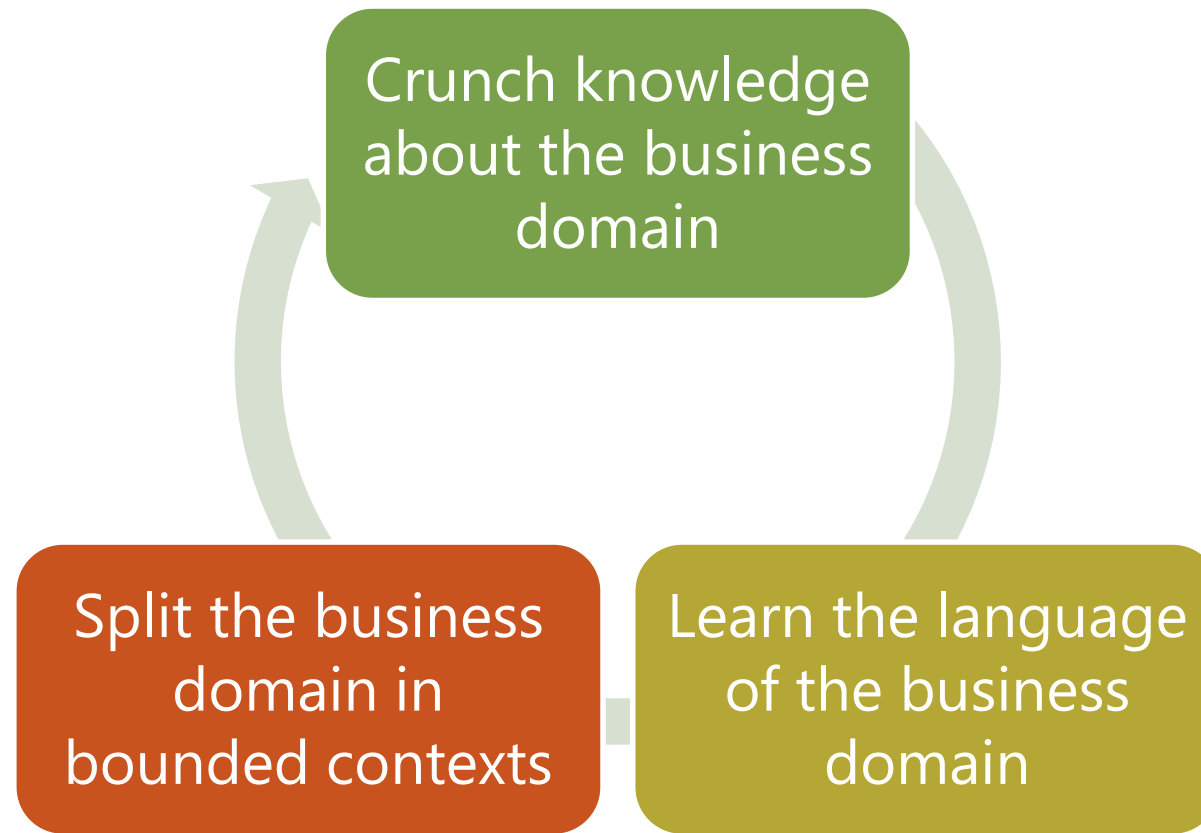 Crunch knowledge
about the business
domain
Split the business
domain in
bounded contexts
Learn the language
of the business
domain